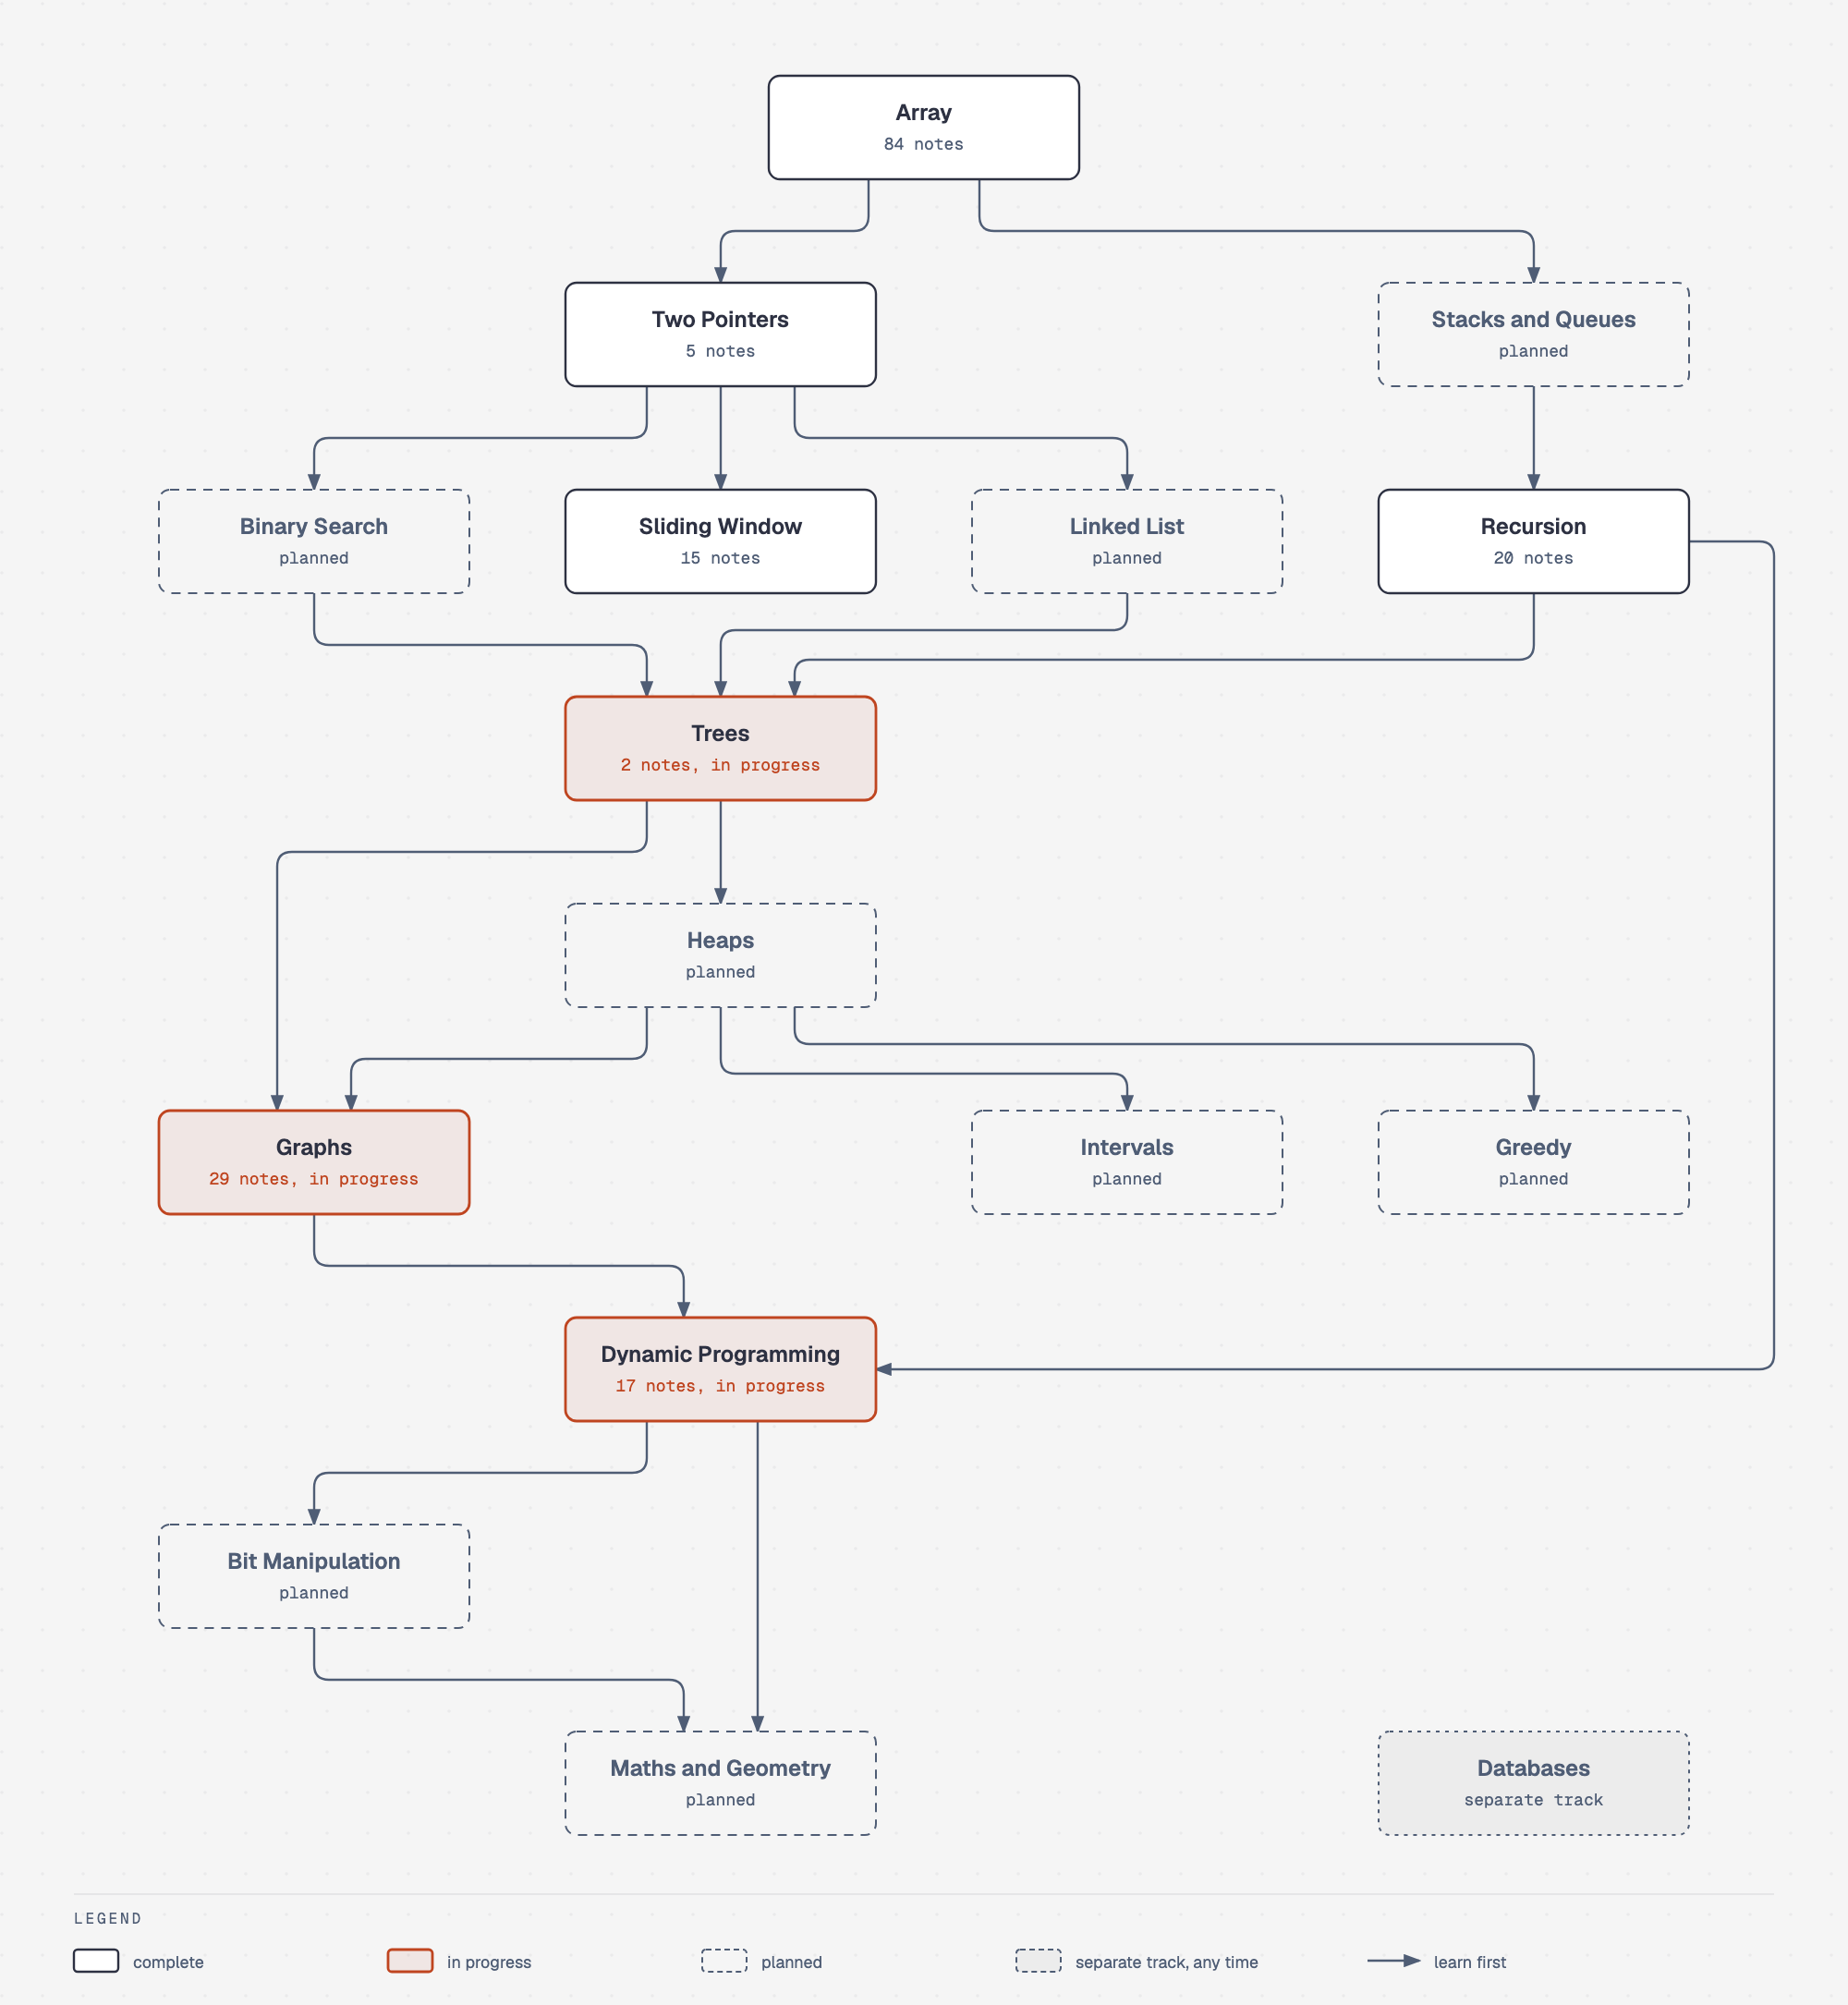 Array
84 notes
Two Pointers
5 notes
Stacks and Queues
planned
Binary Search
planned
Sliding Window
15 notes
Linked List
planned
Recursion
20 notes
Trees
2 notes, in progress
Heaps
planned
Graphs
29 notes, in progress
Intervals
planned
Greedy
planned
Dynamic Programming
17 notes, in progress
Bit Manipulation
planned
Maths and Geometry
planned
Databases
separate track
LEGEND
complete
in progress
planned
separate track, any time
learn first